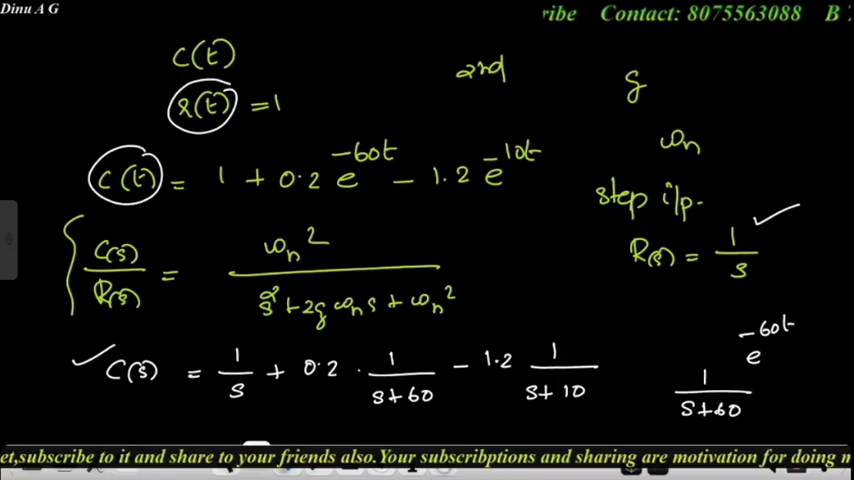 Dinu A G
ribe Contact: 8075563088 B
C(t)
2nd
ξ
r(t) = 1
ωn
C(t) = 1 + 0.2 e^-60t - 1.2 e^-10t
step i/p.
R(s) = 1/s
C(s)/R(s) = ωn^2 / s^2 + 2ξωn s + ωn^2
C(s) = 1/s + 0.2 . 1/s+60 - 1.2 1/s+10
e^-60t
1/s+60
et,subscribe to it and share to your friends also.Your subscribptions and sharing are motivation for doing m